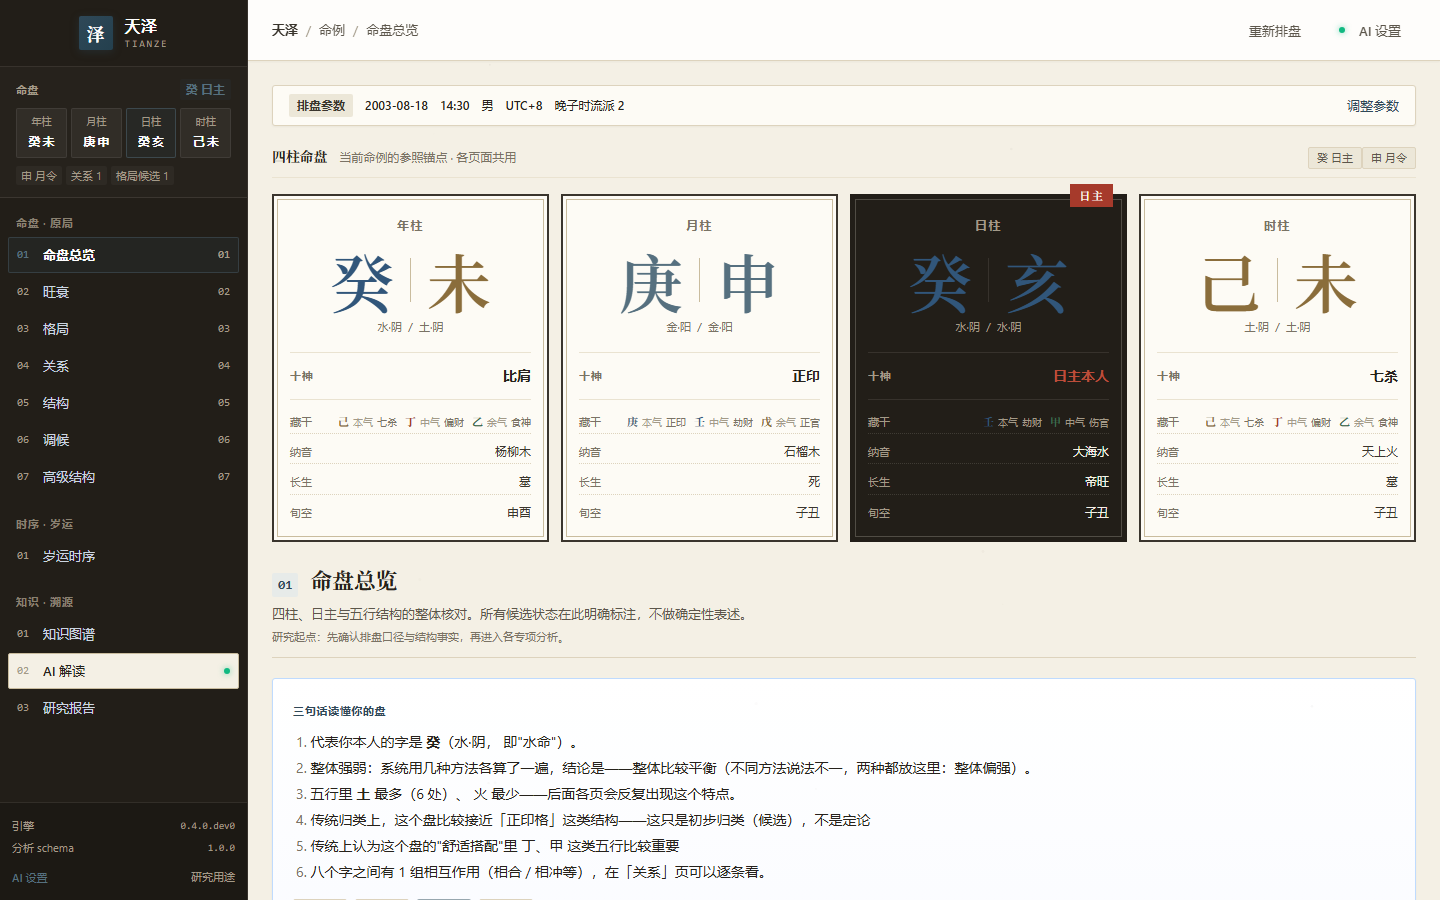 泽 天泽
TIANZE
命盘 癸 日主
年柱 月柱 日柱 时柱
癸未 庚申 癸亥 己未
申 月令 关系 1 格局候选 1
命盘 · 原局
01 命盘总览 01
02 旺衰 02
03 格局 03
04 关系 04
05 结构 05
06 调候 06
07 高级结构 07
时序 · 岁运
01 岁运时序
知识 · 溯源
01 知识图谱
02 AI 解读
03 研究报告
引擎 0.4.0.dev0
分析 schema 1.0.0
AI 设置 研究用途
天泽 / 命例 / 命盘总览 重新排盘 AI 设置
排盘参数 2003-08-18 14:30 男 UTC+8 晚子时流派 2 调整参数
四柱命盘 当前命例的参照锚点 · 各页面共用 癸 日主 申 月令
年柱
癸 未
水·阴 / 土·阴
十神 比肩
藏干 己 本气 七杀 丁 中气 偏财 乙 余气 食神
纳音 杨柳木
长生 墓
旬空 申酉
月柱
庚 申
金·阳 / 金·阳
十神 正印
藏干 庚 本气 正印 壬 中气 劫财 戊 余气 正官
纳音 石榴木
长生 死
旬空 子丑
日主
日柱
癸 亥
水·阴 / 水·阴
十神 日主本人
藏干 壬 本气 劫财 甲 中气 伤官
纳音 大海水
长生 帝旺
旬空 子丑
时柱
己 未
土·阴 / 土·阴
十神 七杀
藏干 己 本气 七杀 丁 中气 偏财 乙 余气 食神
纳音 天上火
长生 墓
旬空 子丑
01 命盘总览
四柱、日主与五行结构的整体核对。所有候选状态在此明确标注，不做确定性表述。
研究起点：先确认排盘口径与结构事实，再进入各专项分析。
三句话读懂你的盘
1. 代表你本人的字是 癸（水·阴， 即"水命"）。
2. 整体强弱：系统用几种方法各算了一遍，结论是——整体比较平衡（不同方法说法不一，两种都放这里：整体偏强）。
3. 五行里 土 最多（6 处）、 火 最少——后面各页会反复出现这个特点。
4. 传统归类上，这个盘比较接近「正印格」这类结构——这只是初步归类（候选），不是定论
5. 传统上认为这个盘的"舒适搭配"里 丁、甲 这类五行比较重要
6. 八个字之间有 1 组相互作用（相合 / 相冲等），在「关系」页可以逐条看。